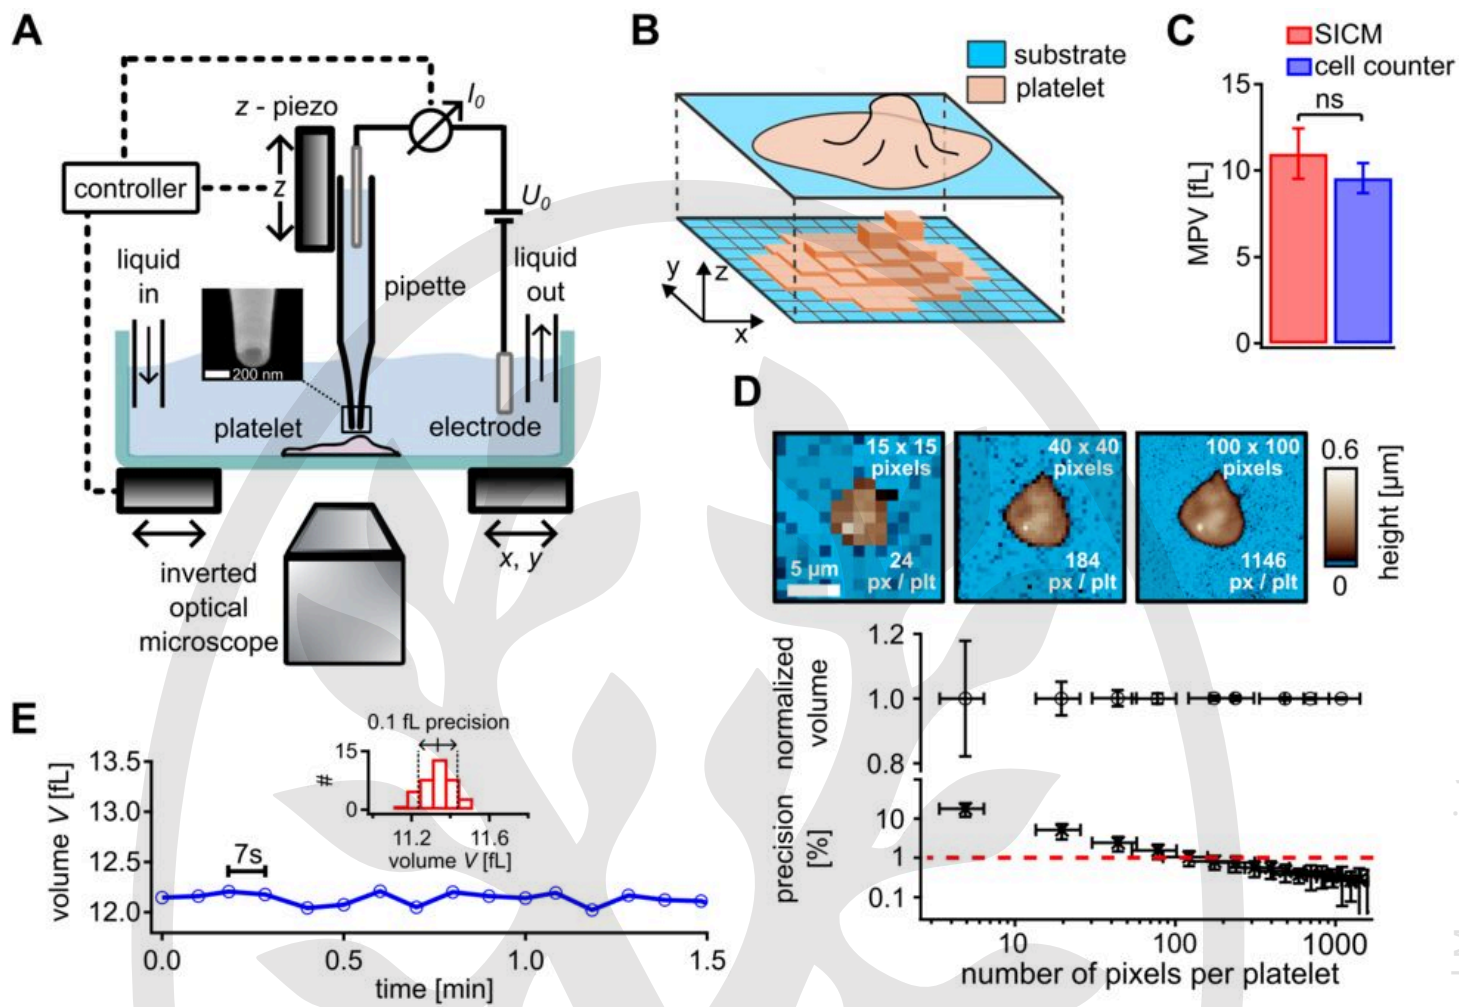 A
z - piezo
I0
z
controller
U0
liquid
in
liquid
out
pipette
200 nm
platelet
electrode
x, y
inverted
optical
microscope
B
substrate
platelet
y
z
x
C
SICM
cell counter
15
ns
10
MPV [fL]
5
0
D
15 x 15
pixels
24
px / plt
5 µm
40 x 40
pixels
184
px / plt
100 x 100
pixels
1146
px / plt
0.6
0
height [µm]
1.2
1.0
0.8
normalized
volume
10
1
0.1
precision
[%]
10
100
1000
number of pixels per platelet
E
0.1 fL precision
15
#
0
11.2
11.6
volume V [fL]
13.5
13.0
12.5
12.0
volume V [fL]
7s
0.0
0.5
1.0
1.5
time [min]